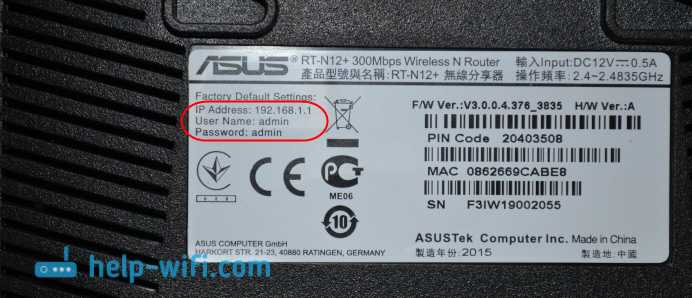 ASUS
RT-N12+ 300Mbps Wireless N Router
輸入Input:DC12V⎓0.5A
產品型號與名稱:RT-N12+ 無線分享器
操作頻率: 2.4~2.4835GHz
Factory Default Settings:
IP Address: 192.168.1.1
User Name: admin
Password: admin
F/W Ver.:V3.0.0.4.376_3835 H/W Ver.:A
PIN Code 20403508
MAC 0862669CABE8
SN F3IW19002055
CE
ME06
10
ASUS COMPUTER GmbH
HARKORT STR. 21-23, 40880 RATINGEN, GERMANY
ASUSTek Computer Inc. Made in China
製造年份:2015 製造地: 中國
help-wifi.com